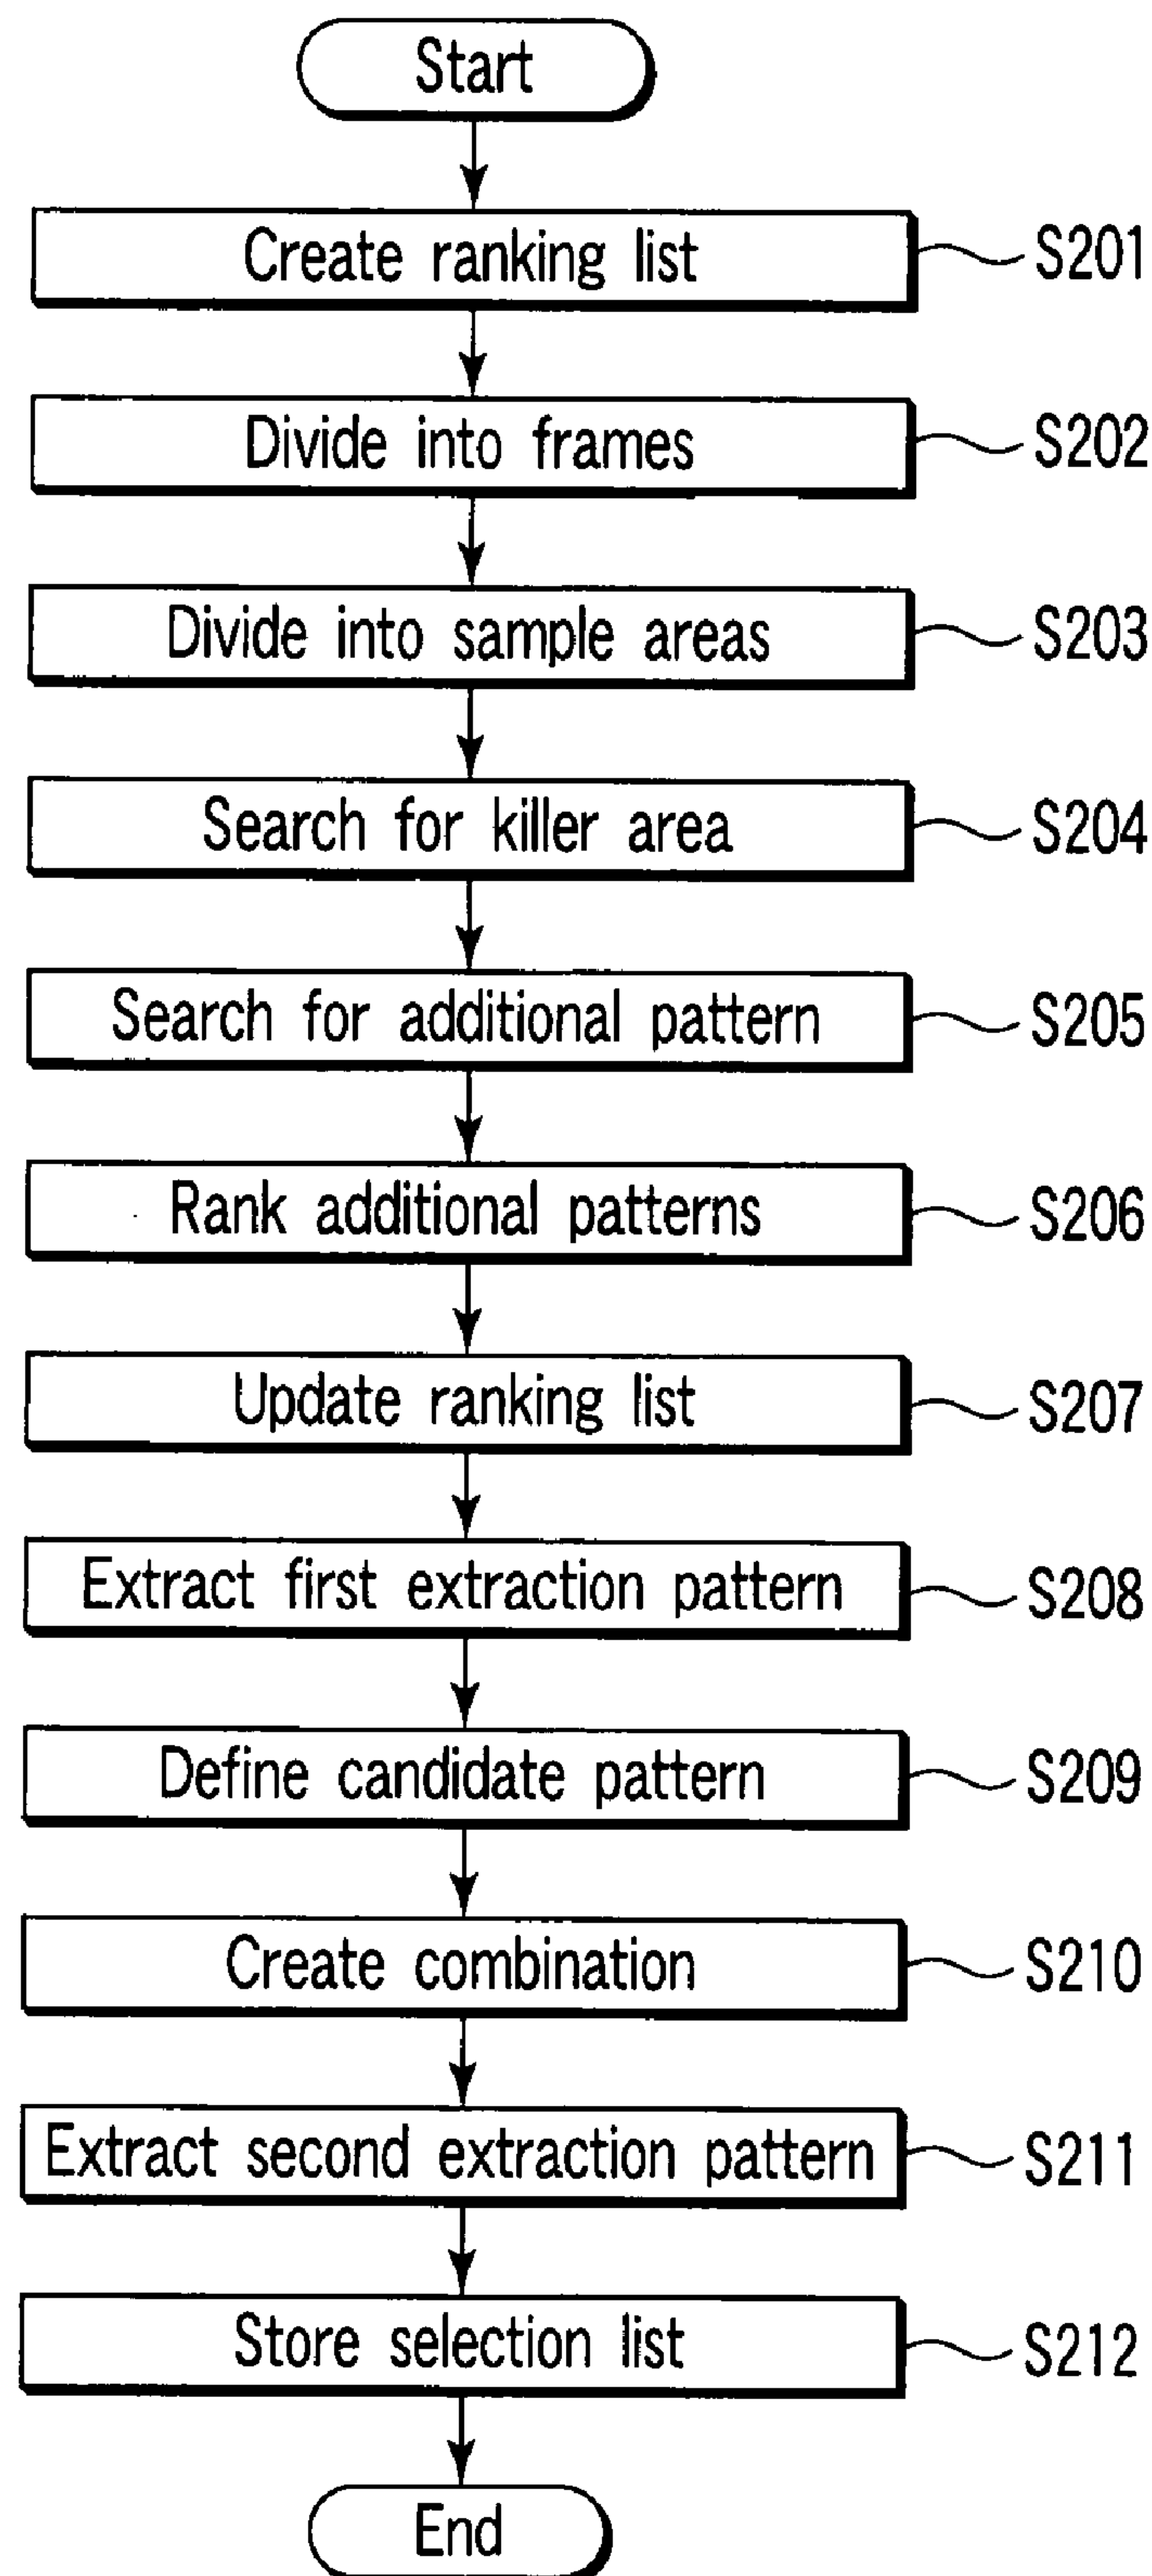 Start
Create ranking list S201
Divide into frames S202
Divide into sample areas S203
Search for killer area S204
Search for additional pattern S205
Rank additional patterns S206
Update ranking list S207
Extract first extraction pattern S208
Define candidate pattern S209
Create combination S210
Extract second extraction pattern S211
Store selection list S212
End